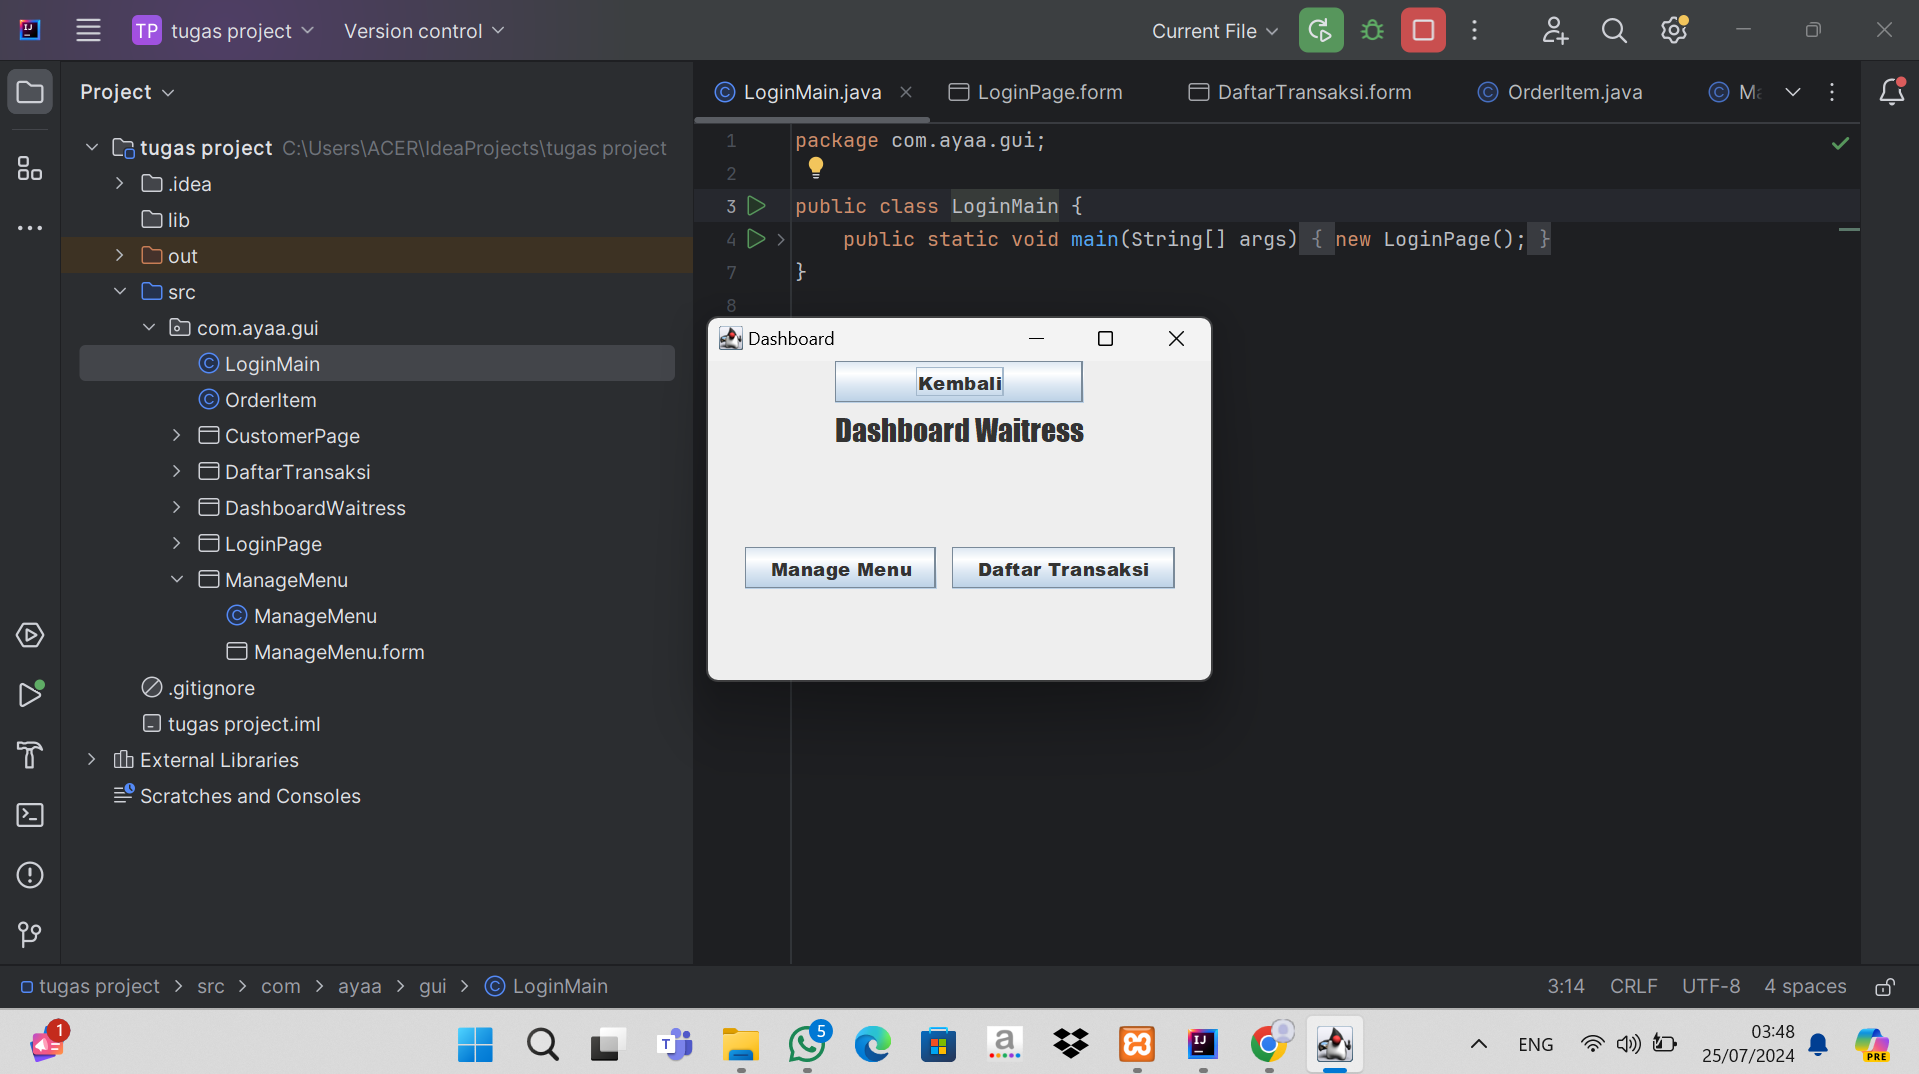 TP tugas project Version control Current File
Project
LoginMain.java LoginPage.form DaftarTransaksi.form OrderItem.java
tugas project C:\Users\ACER\IdeaProjects\tugas project
.idea
lib
out
src
com.ayaa.gui
LoginMain
OrderItem
CustomerPage
DaftarTransaksi
DashboardWaitress
LoginPage
ManageMenu
ManageMenu
ManageMenu.form
.gitignore
tugas project.iml
External Libraries
Scratches and Consoles
1 package com.ayaa.gui;
2
3 public class LoginMain {
4 public static void main(String[] args) { new LoginPage(); }
7 }
8
Dashboard
Kembali
Dashboard Waitress
Manage Menu Daftar Transaksi
tugas project > src > com > ayaa > gui > LoginMain 3:14 CRLF UTF-8 4 spaces
1 5 ENG 03:48
25/07/2024 PRE